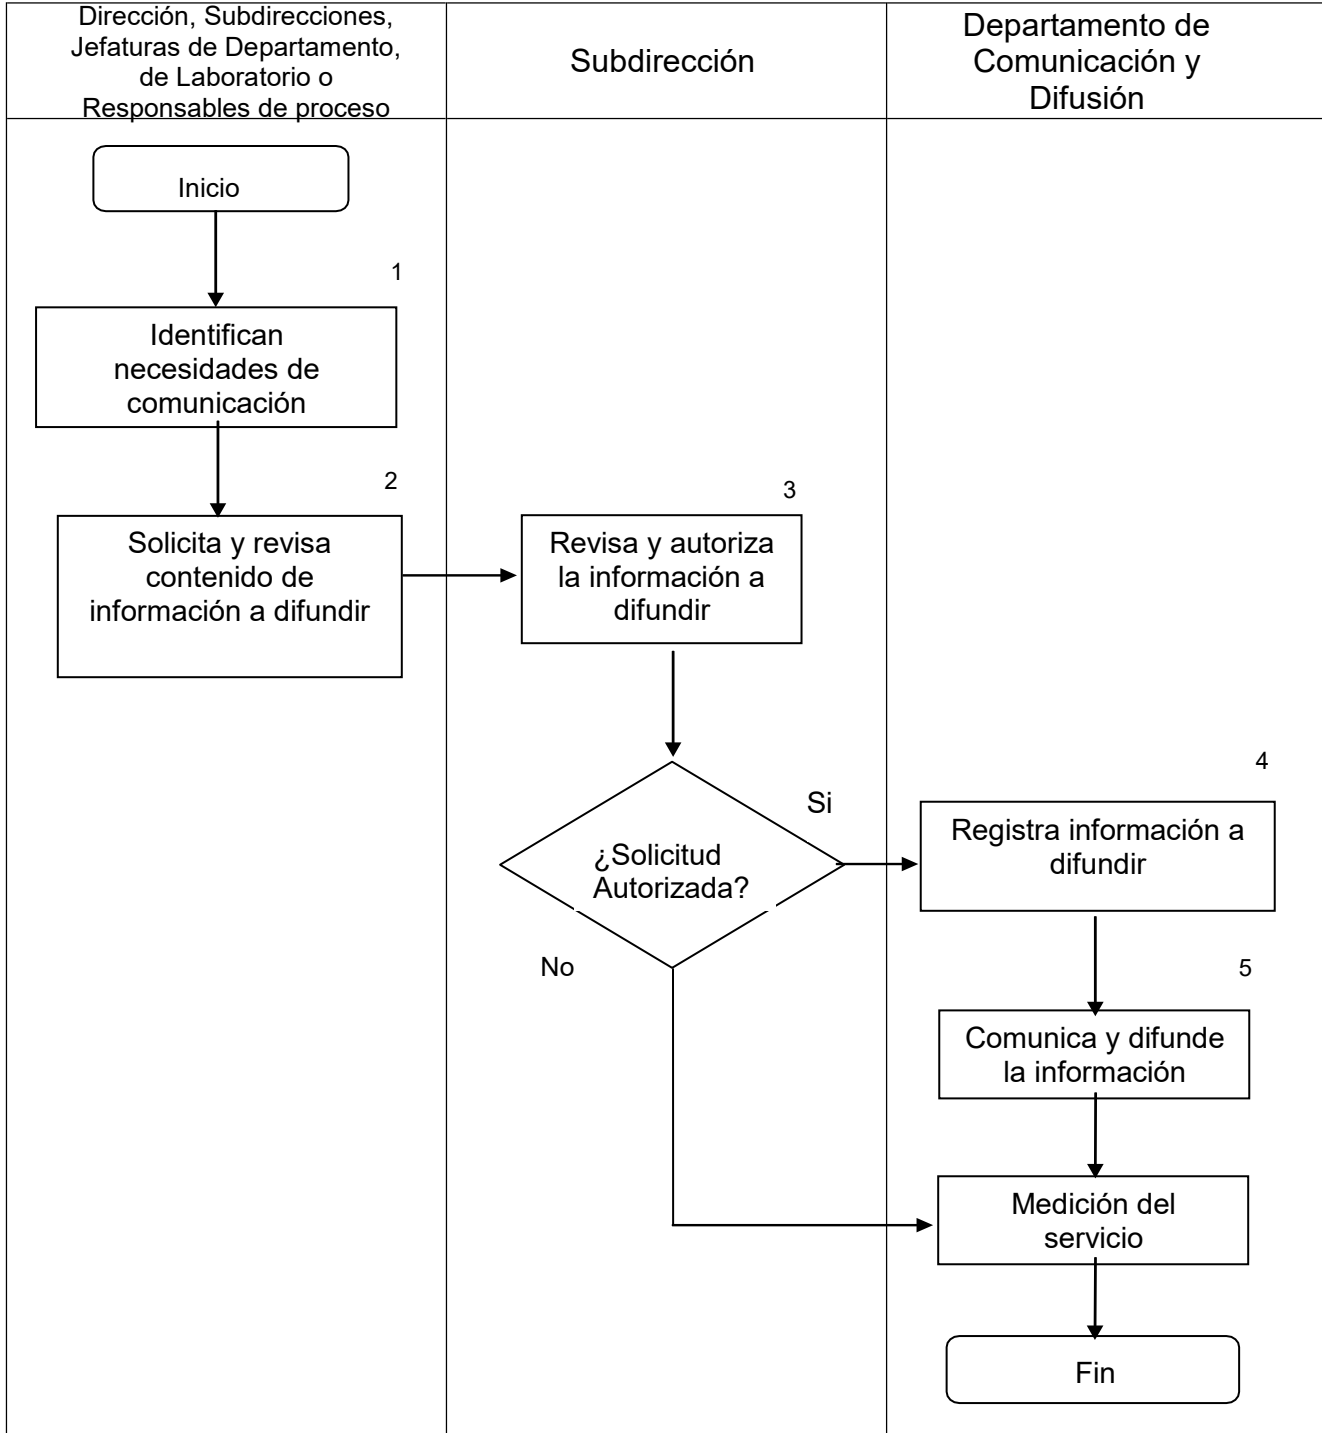 Dirección, Subdirecciones,
Jefaturas de Departamento,
de Laboratorio o
Responsables de proceso
Subdirección
Departamento de
Comunicación y
Difusión
Inicio
1
Identifican
necesidades de
comunicación
2
Solicita y revisa
contenido de
información a difundir
3
Revisa y autoriza
la información a
difundir
¿Solicitud
Autorizada?
Si
No
4
Registra información a
difundir
5
Comunica y difunde
la información
Medición del
servicio
Fin